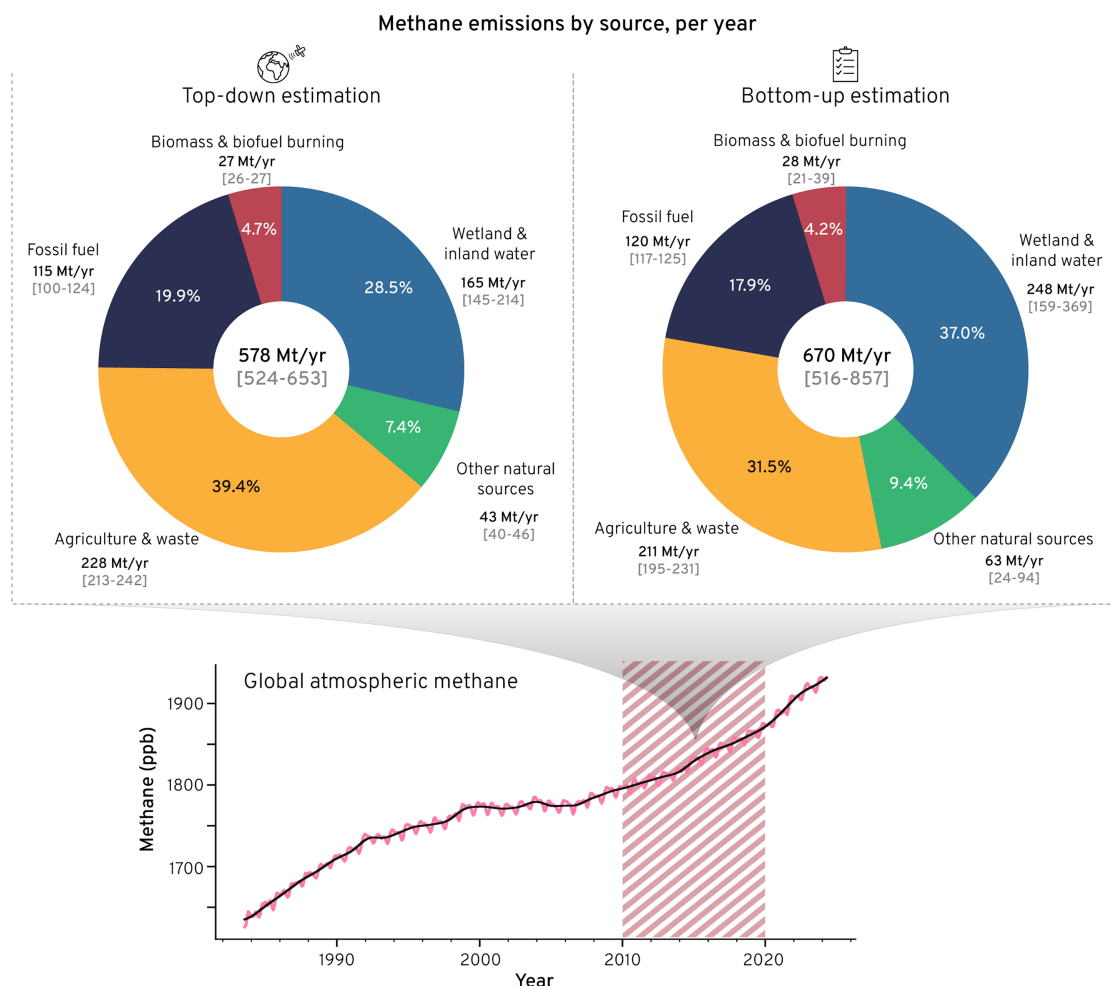 Methane emissions by source, per year
Top-down estimation
Biomass & biofuel burning
27 Mt/yr
[26-27]
4.7%
Wetland &
inland water
165 Mt/yr
[145-214]
28.5%
Fossil fuel
115 Mt/yr
[100-124]
19.9%
578 Mt/yr
[524-653]
7.4%
Other natural
sources
43 Mt/yr
[40-46]
39.4%
Agriculture & waste
228 Mt/yr
[213-242]
Bottom-up estimation
Biomass & biofuel burning
28 Mt/yr
[21-39]
4.2%
Fossil fuel
120 Mt/yr
[117-125]
17.9%
Wetland &
inland water
248 Mt/yr
[159-369]
37.0%
670 Mt/yr
[516-857]
31.5%
9.4%
Agriculture & waste
211 Mt/yr
[195-231]
Other natural sources
63 Mt/yr
[24-94]
Global atmospheric methane
Methane (ppb)
1900
1800
1700
1990
2000
2010
2020
Year